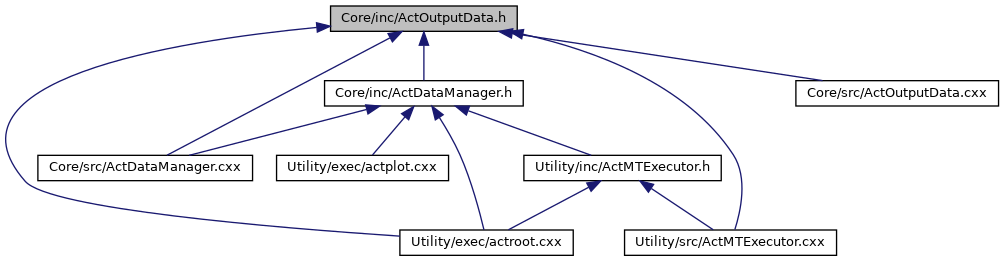 Core/inc/ActOutputData.h
Core/inc/ActDataManager.h
Core/src/ActOutputData.cxx
Core/src/ActDataManager.cxx
Utility/exec/actplot.cxx
Utility/inc/ActMTExecutor.h
Utility/exec/actroot.cxx
Utility/src/ActMTExecutor.cxx